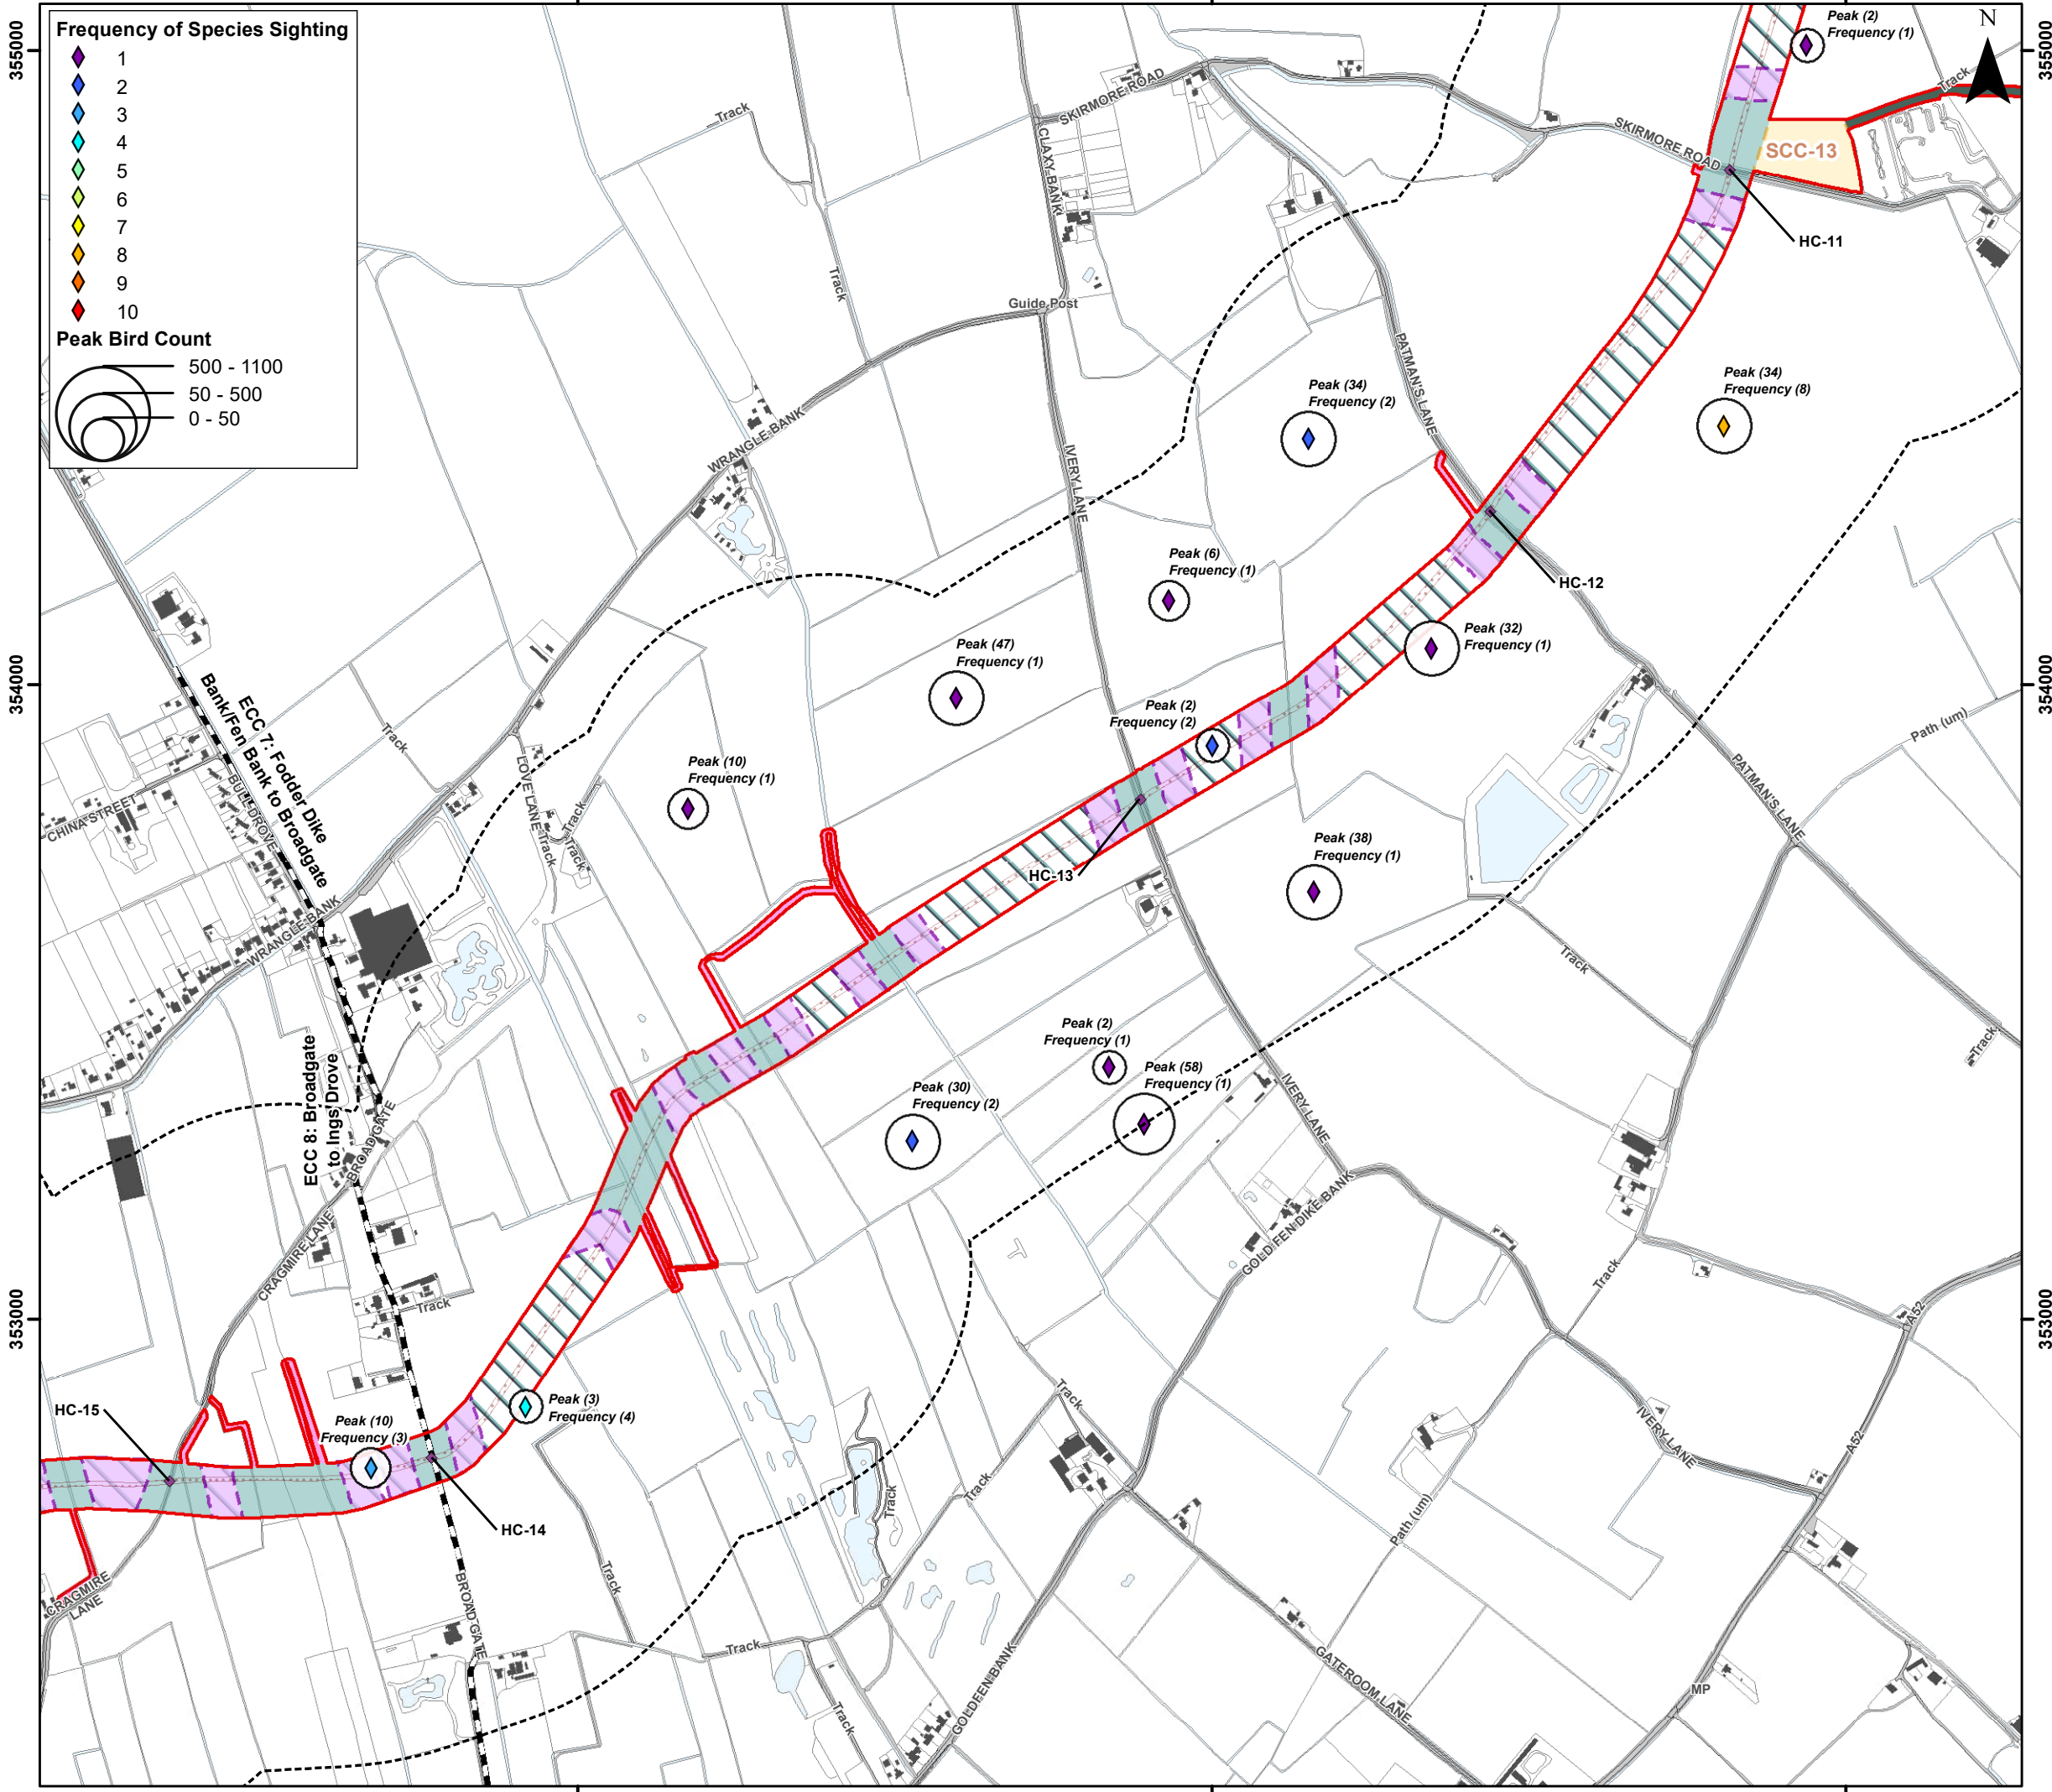 Frequency of Species Sighting
1
2
3
4
5
6
7
8
9
10
Peak Bird Count
500 - 1100
50 - 500
0 - 50
N
355000
355000
354000
354000
353000
353000
Peak (2)
Frequency (1)
Track
SKIRMORE ROAD
Track
SKIRMORE ROAD
SCC-13
CLAXY BANK
HC-11
Track
Guide Post
PATMAN'S LANE
Peak (34)
Frequency (2)
Peak (34)
Frequency (8)
WRANGLE BANK
IVERY LANE
Peak (6)
Frequency (1)
HC-12
Peak (47)
Frequency (1)
Peak (32)
Frequency (1)
ECC 7: Fodder Dike
Bank/Fen Bank to Broadgate
Track
Peak (2)
Frequency (2)
Path (um)
Peak (10)
Frequency (1)
PATMAN'S LANE
CHINA STREET
BULL DROVE
LOVE LANE
Track
Track
Track
Peak (38)
Frequency (1)
HC-13
WRANGLE BANK
Track
ECC 8: Broadgate
to Ings Drove
Peak (2)
Frequency (1)
Peak (58)
Frequency (1)
Track
Peak (30)
Frequency (2)
BROADGATE
IVERY LANE
GOLD FEN DIKE BANK
CRAGMIRE LANE
Track
Track
A52
HC-15
Peak (10)
Frequency (3)
Peak (3)
Frequency (4)
Track
IVERY LANE
A52
HC-14
Track
Track
Path (um)
CRAGMIRE
LANE
BROADGATE
Track
Track
Track
GOLDEEN BANK
GATEROOM LANE
MP